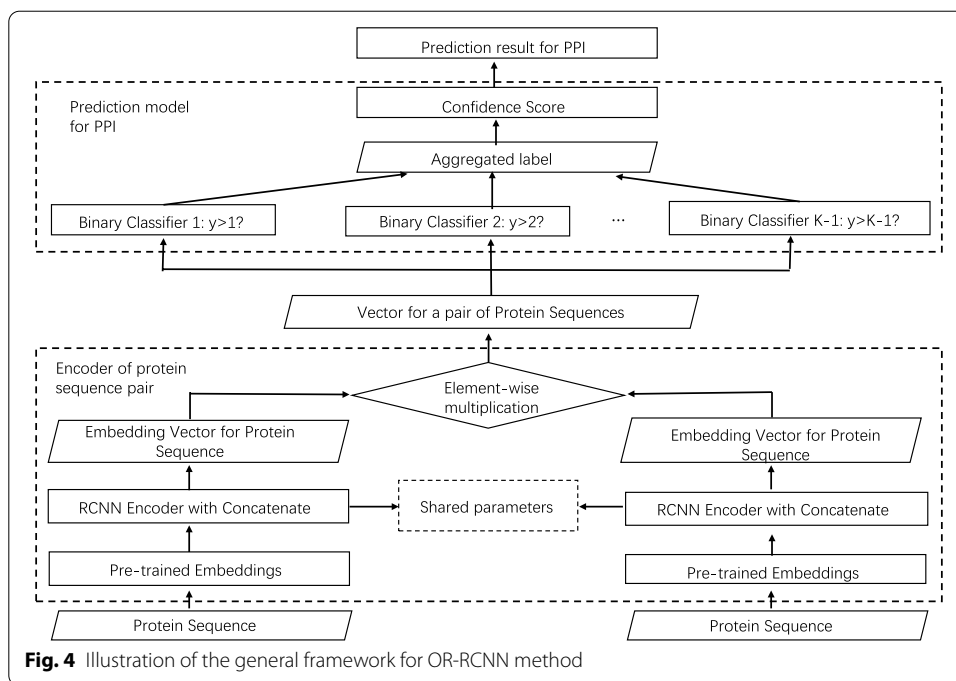 Prediction result for PPI
Prediction model
for PPI
Confidence Score
Aggregated label
Binary Classifier 1: y>1?
Binary Classifier 2: y>2?
...
Binary Classifier K-1: y>K-1?
Vector for a pair of Protein Sequences
Encoder of protein
sequence pair
Element-wise
multiplication
Embedding Vector for Protein
Sequence
Embedding Vector for Protein
Sequence
RCNN Encoder with Concatenate
Shared parameters
RCNN Encoder with Concatenate
Pre-trained Embeddings
Pre-trained Embeddings
Protein Sequence
Protein Sequence
Fig. 4 Illustration of the general framework for OR-RCNN method